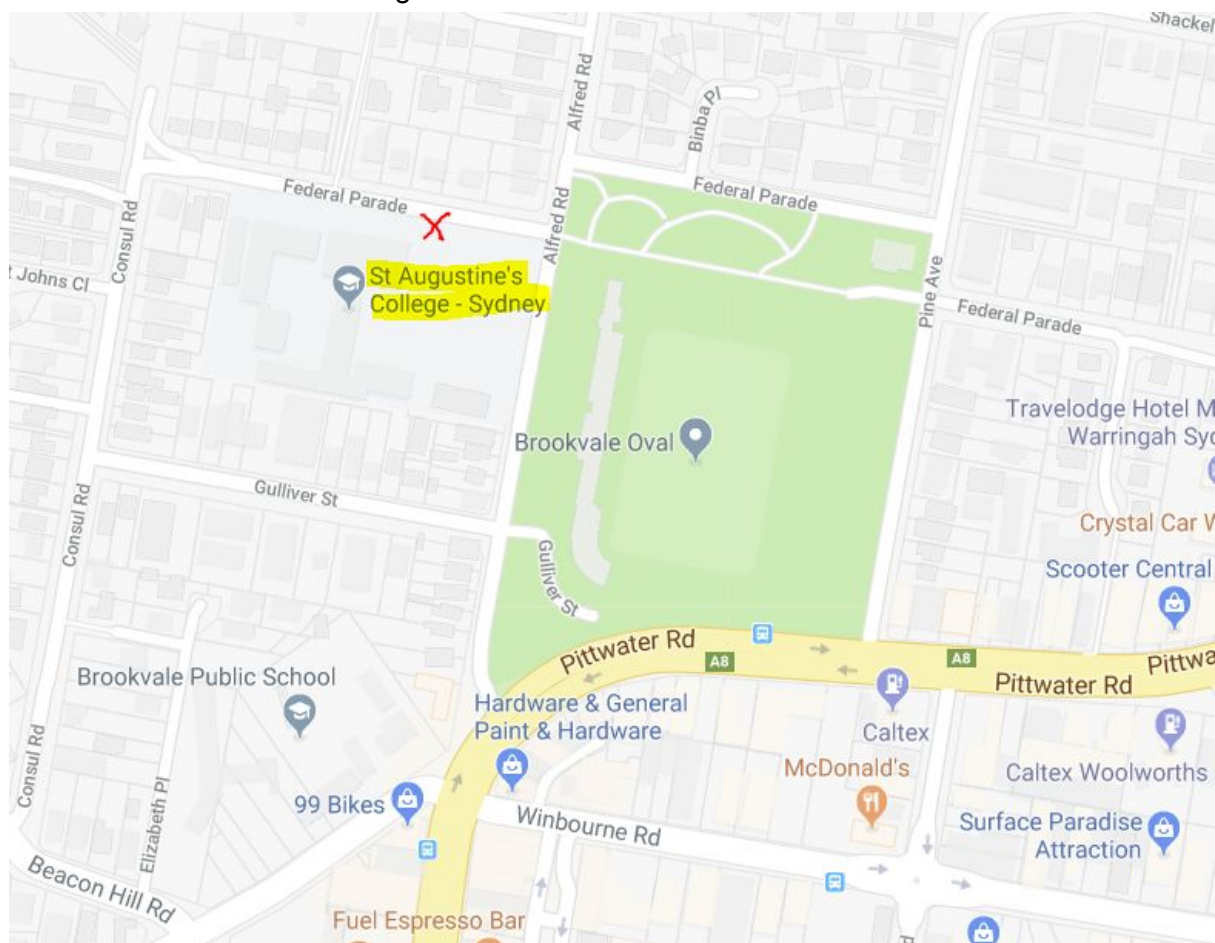 Shackel
Alfred Rd
Binba Pl
Federal Parade
Federal Parade
Consul Rd
Alfred Rd
t Johns Cl
St Augustine's
College - Sydney
Pine Ave
Federal Parade
Travelodge Hotel M
Warringah Syd
Brookvale Oval
Gulliver St
Consul Rd
Crystal Car W
Gulliver St
Scooter Central
Pittwater Rd
A8
A8
Pittwa
Pittwater Rd
Brookvale Public School
Hardware & General
Paint & Hardware
Caltex
McDonald's
Caltex Woolworths
Consul Rd
Elizabeth Pl
99 Bikes
Winbourne Rd
Surface Paradise
Attraction
Beacon Hill Rd
Fuel Espresso Bar